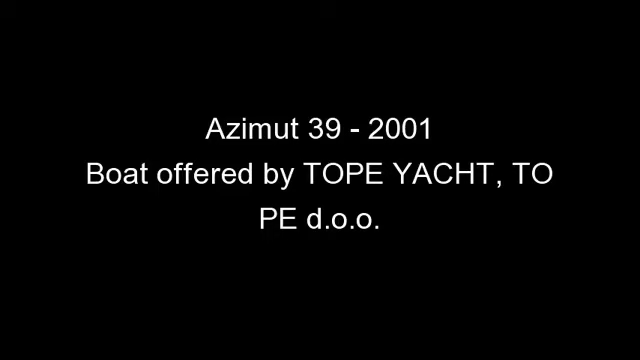 Azimut 39 - 2001
Boat offered by TOPE YACHT, TO
PE d.o.o.